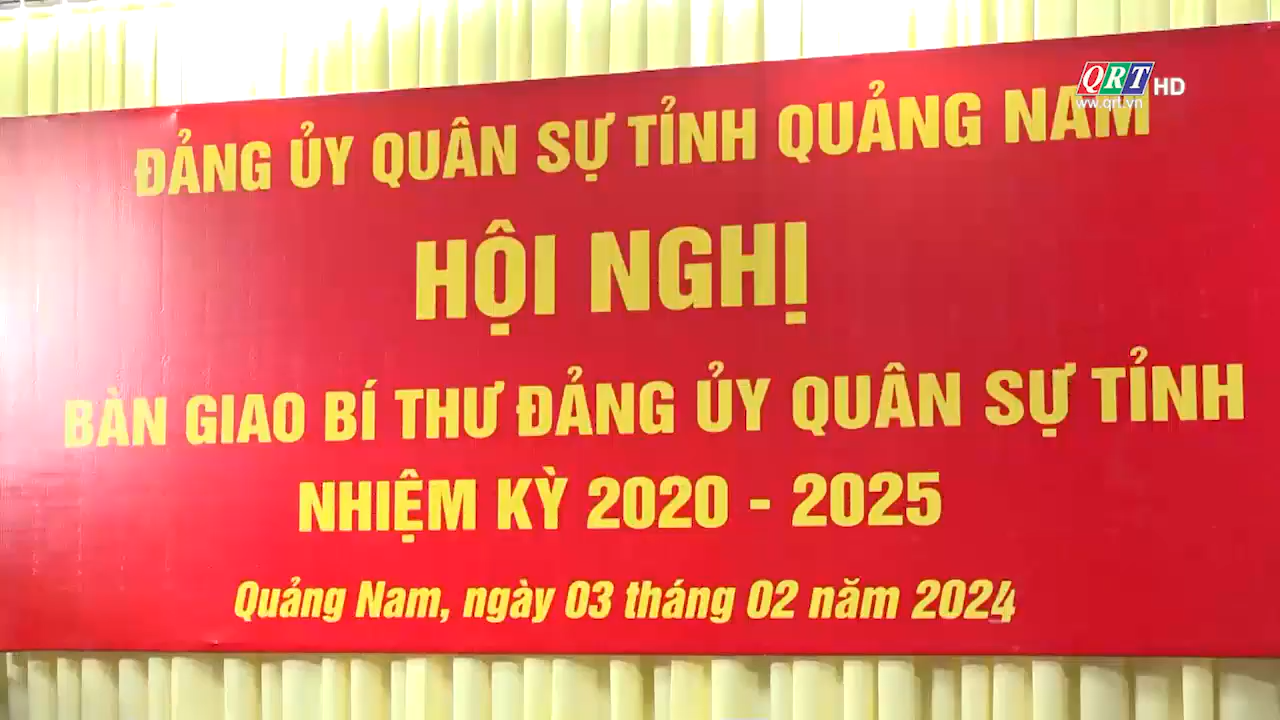 QRT HD
ww.qrt.vn
ĐẢNG ỦY QUÂN SỰ TỈNH QUẢNG NAM
HỘI NGHỊ
BÀN GIAO BÍ THƯ ĐẢNG ỦY QUÂN SỰ TỈNH
NHIỆM KỲ 2020 - 2025
Quảng Nam, ngày 03 tháng 02 năm 2024